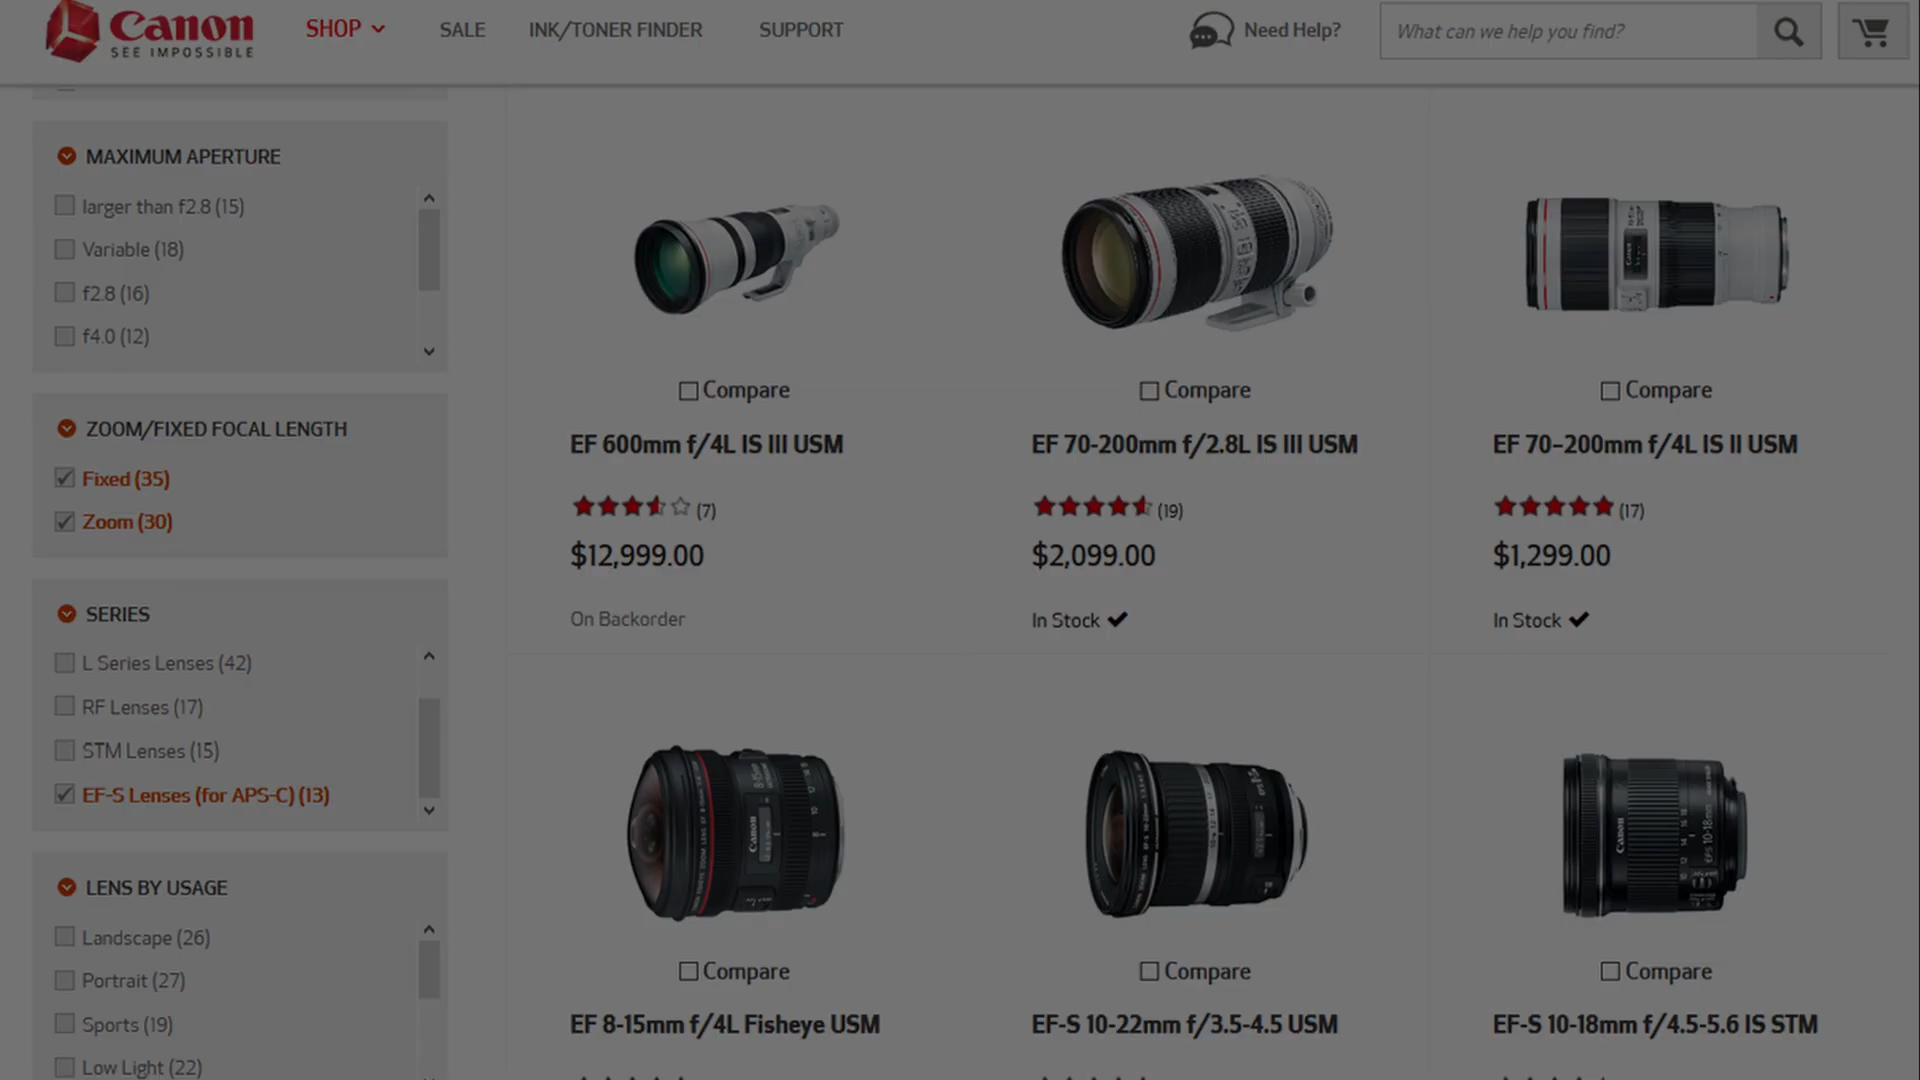 Canon
SEE IMPOSSIBLE
SHOP
SALE
INK/TONER FINDER
SUPPORT
Need Help?
What can we help you find?
MAXIMUM APERTURE
larger than f2.8 (15)
Variable (18)
f2.8 (16)
f4.0 (12)
ZOOM/FIXED FOCAL LENGTH
Fixed (35)
Zoom (30)
SERIES
L Series Lenses (42)
RF Lenses (17)
STM Lenses (15)
EF-S Lenses (for APS-C) (13)
LENS BY USAGE
Landscape (26)
Portrait (27)
Sports (19)
Low Light (22)
Compare
EF 600mm f/4L IS III USM
(7)
$12,999.00
On Backorder
Compare
EF 70-200mm f/2.8L IS III USM
(19)
$2,099.00
In Stock
Compare
EF 70–200mm f/4L IS II USM
(17)
$1,299.00
In Stock
Canon
Compare
EF 8-15mm f/4L Fisheye USM
Compare
EF-S 10-22mm f/3.5-4.5 USM
Canon
EFS 10-18mm
Compare
EF-S 10-18mm f/4.5-5.6 IS STM